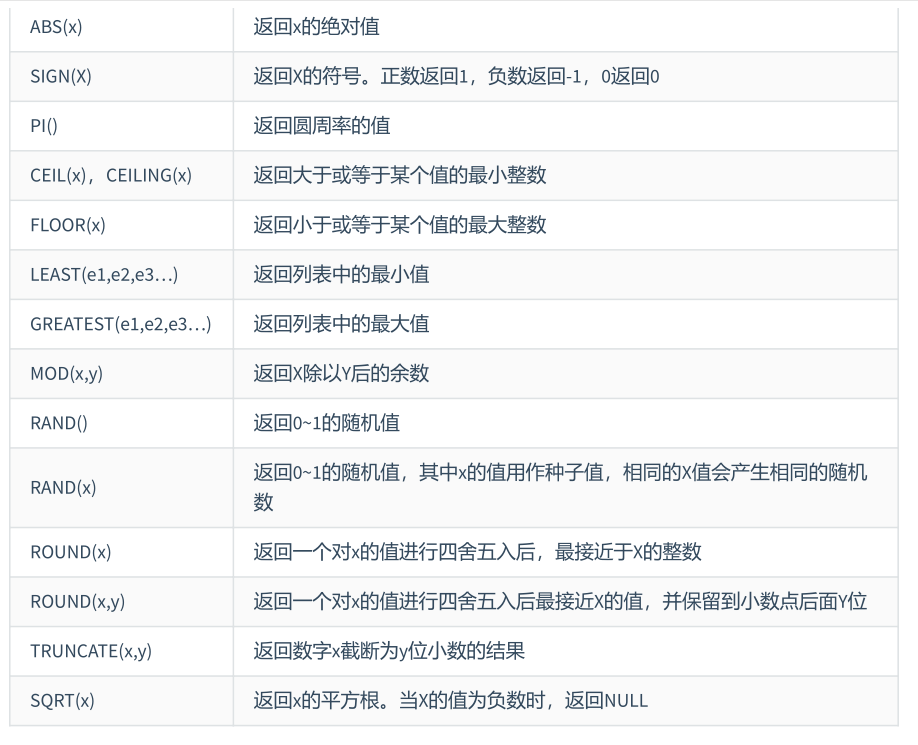 ABS(x) 返回x的绝对值
SIGN(X) 返回X的符号。正数返回1，负数返回-1，0返回0
PI() 返回圆周率的值
CEIL(x)，CEILING(x) 返回大于或等于某个值的最小整数
FLOOR(x) 返回小于或等于某个值的最大整数
LEAST(e1,e2,e3…) 返回列表中的最小值
GREATEST(e1,e2,e3…) 返回列表中的最大值
MOD(x,y) 返回X除以Y后的余数
RAND() 返回0~1的随机值
RAND(x) 返回0~1的随机值，其中x的值用作种子值，相同的X值会产生相同的随机
数
ROUND(x) 返回一个对x的值进行四舍五入后，最接近于X的整数
ROUND(x,y) 返回一个对x的值进行四舍五入后最接近X的值，并保留到小数点后面Y位
TRUNCATE(x,y) 返回数字x截断为y位小数的结果
SQRT(x) 返回x的平方根。当X的值为负数时，返回NULL